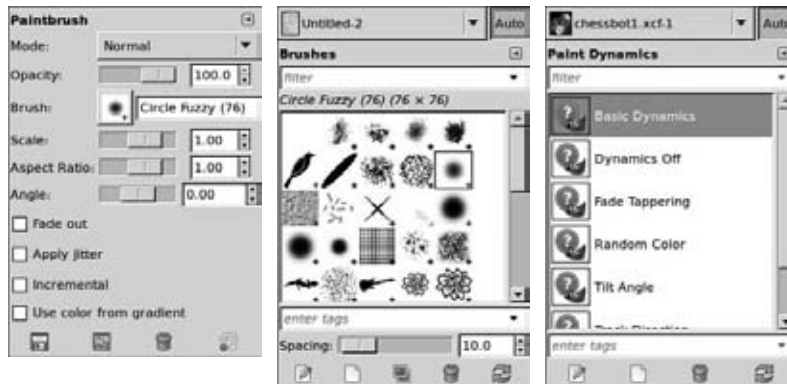 Paintbrush
Mode: Normal
Opacity: 100.0
Brush: Circle Fuzzy (76)
Scale: 1.00
Aspect Ratio: 1.00
Angle: 0.00
Fade out
Apply Jitter
Incremental
Use color from gradient
Untitled-2 Auto
Brushes
filter
Circle Fuzzy (76) (76 × 76)
enter tags
Spacing: 10.0
chessbot1.xcf-1 Aut
Paint Dynamics
filter
Basic Dynamics
Dynamics Off
Fade Tappering
Random Color
Tilt Angle
Track Direction
enter tags